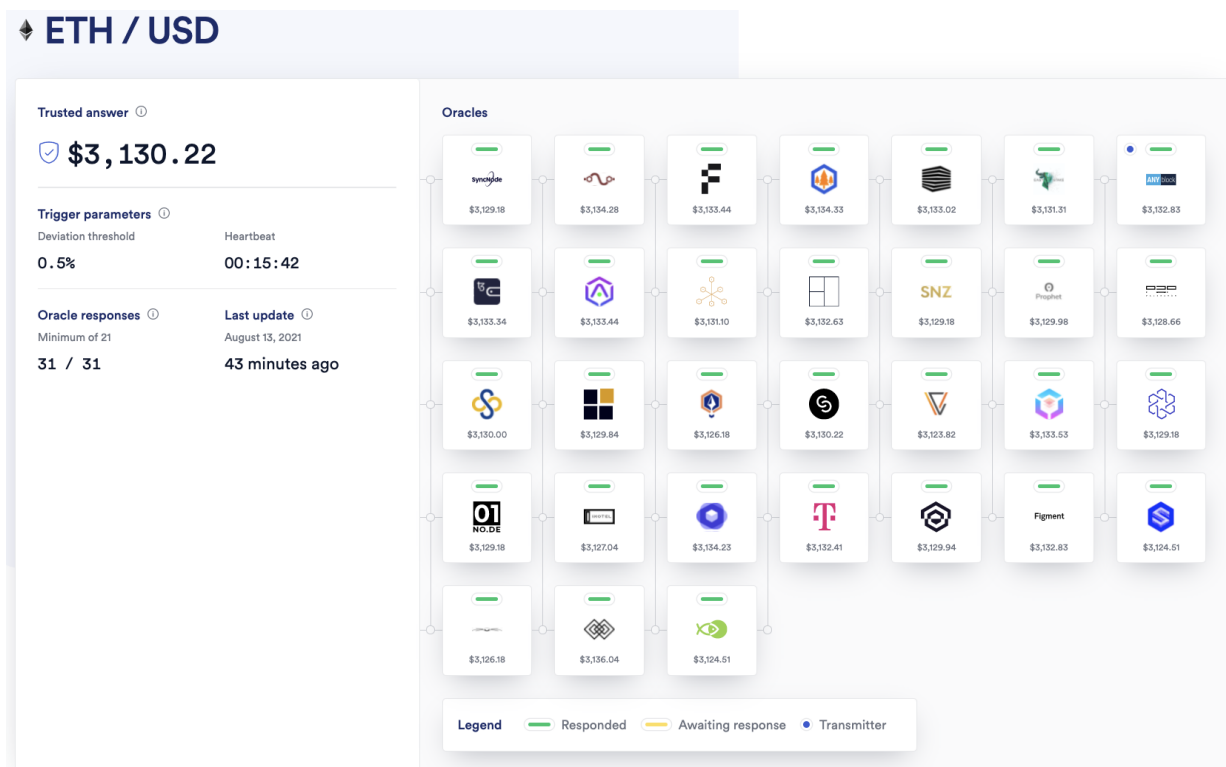 ETH / USD
Trusted answer
$3,130.22
Trigger parameters
Deviation threshold
Heartbeat
0.5%
00:15:42
Oracle responses
Last update
Minimum of 21
August 13, 2021
31 / 31
43 minutes ago
Oracles
SyncNode
F
ANYblock
$3,129.18
$3,134.28
$3,133.44
$3,134.33
$3,133.02
$3,131.31
$3,132.83
SNZ
Prophet
P2P
$3,133.34
$3,133.44
$3,131.10
$3,132.63
$3,129.18
$3,129.98
$3,128.66
$3,130.00
$3,129.84
$3,126.18
$3,130.22
$3,123.82
$3,133.53
$3,129.18
01
NO.DE
T
Figment
$3,129.18
$3,127.04
$3,134.23
$3,132.41
$3,129.94
$3,132.83
$3,124.51
$3,126.18
$3,136.04
$3,124.51
Legend
Responded
Awaiting response
Transmitter